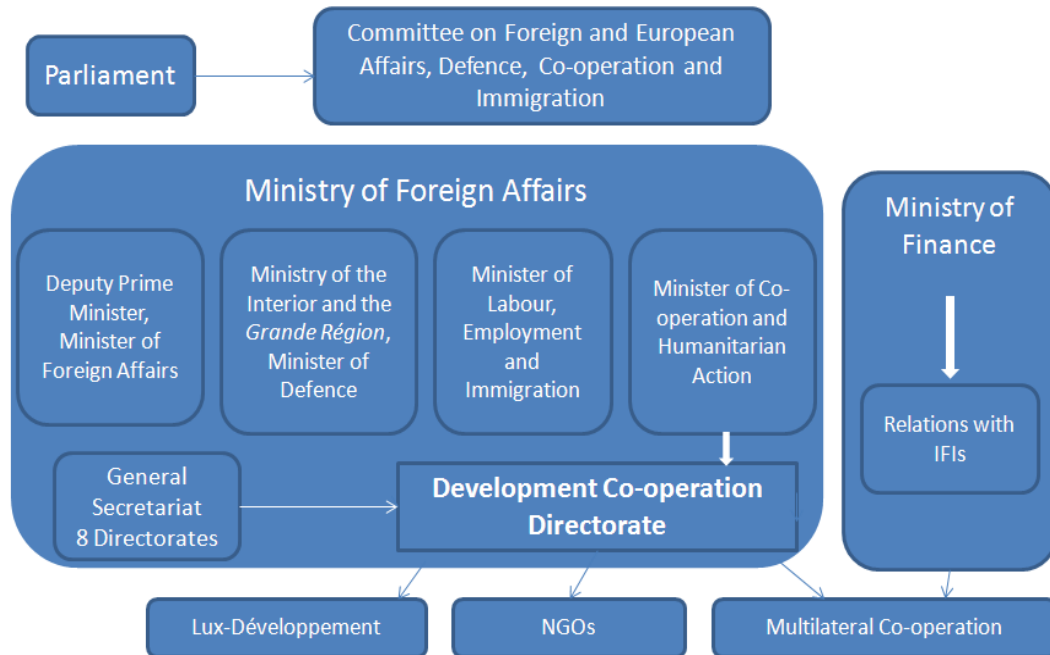 Parliament
Committee on Foreign and European
Affairs, Defence, Co-operation and
Immigration
Ministry of Foreign Affairs
Deputy Prime
Minister,
Minister of
Foreign Affairs
Ministry of the
Interior and the
Grande Région,
Minister of
Defence
Minister of
Labour,
Employment
and
Immigration
Minister of Co-
operation and
Humanitarian
Action
Ministry of
Finance
Relations with
IFIs
General
Secretariat
8 Directorates
Development Co-operation
Directorate
Lux-Développement
NGOs
Multilateral Co-operation